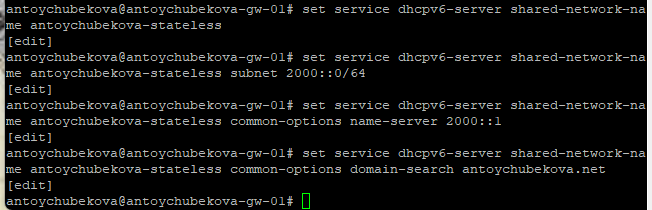 antoychubekova@antoychubekova-gw-01# set service dhcpv6-server shared-network-na
me antoychubekova-stateless
[edit]
antoychubekova@antoychubekova-gw-01# set service dhcpv6-server shared-network-na
me antoychubekova-stateless subnet 2000::0/64
[edit]
antoychubekova@antoychubekova-gw-01# set service dhcpv6-server shared-network-na
me antoychubekova-stateless common-options name-server 2000::1
[edit]
antoychubekova@antoychubekova-gw-01# set service dhcpv6-server shared-network-na
me antoychubekova-stateless common-options domain-search antoychubekova.net
[edit]
antoychubekova@antoychubekova-gw-01#